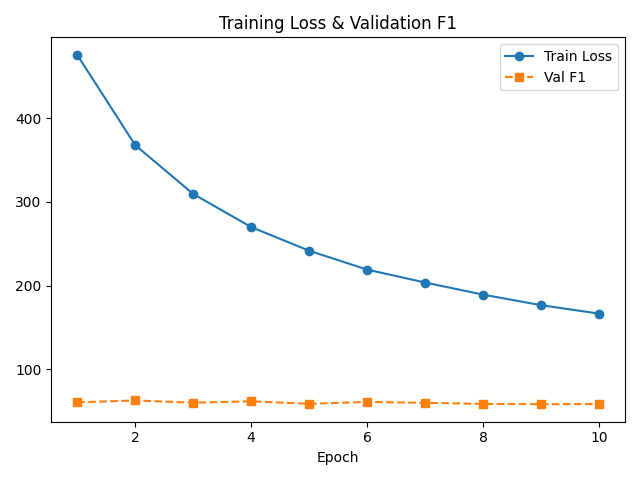 Training Loss & Validation F1
Train Loss
Val F1
400
300
200
100
2 4 6 8 10
Epoch